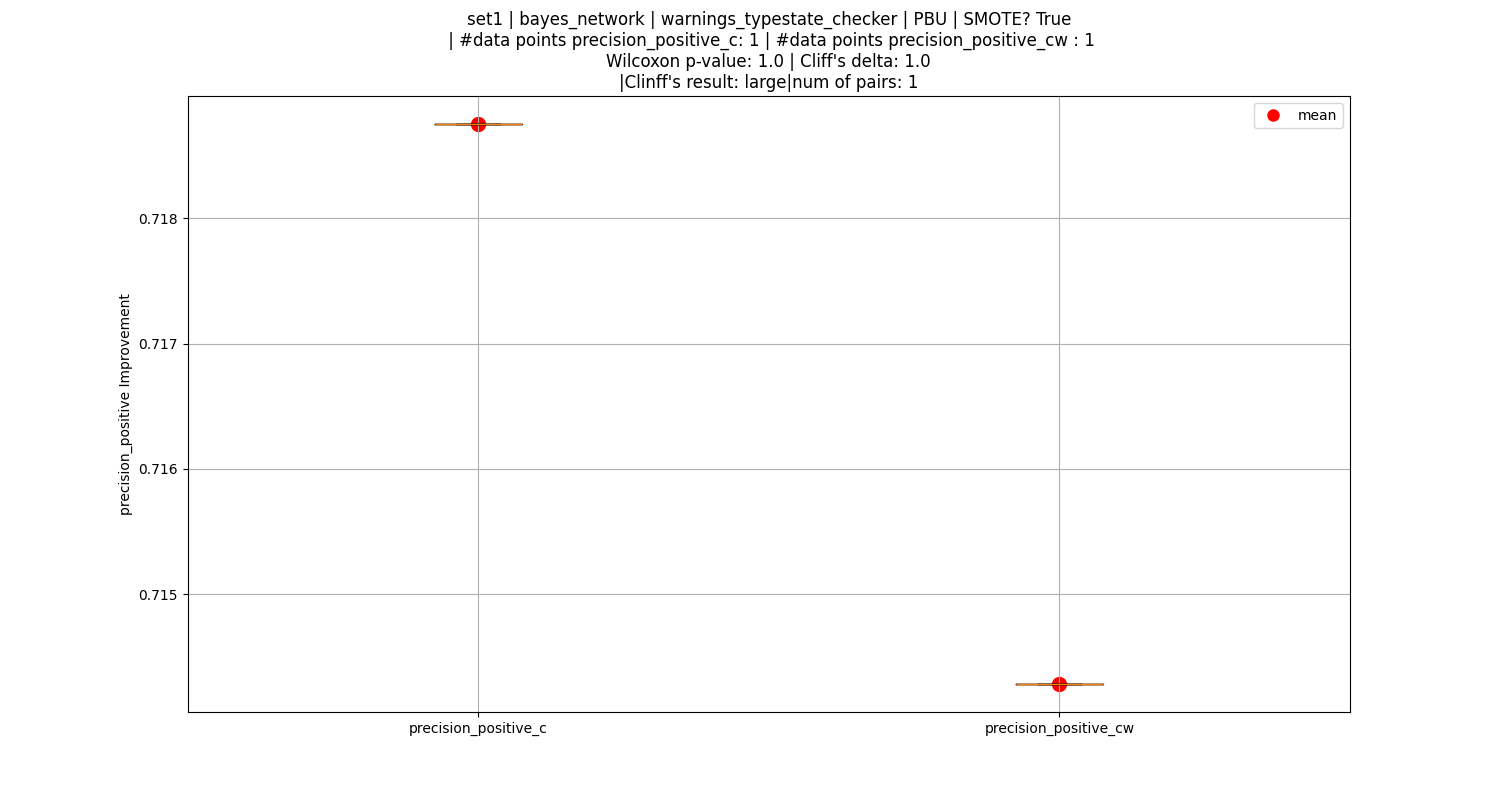 set1 | bayes_network | warnings_typestate_checker | PBU | SMOTE? True
| #data points precision_positive_c: 1 | #data points precision_positive_cw : 1
Wilcoxon p-value: 1.0 | Cliff's delta: 1.0
|Clinff's result: large|num of pairs: 1
mean
0.718
0.717
0.716
0.715
precision_positive Improvement
precision_positive_c
precision_positive_cw